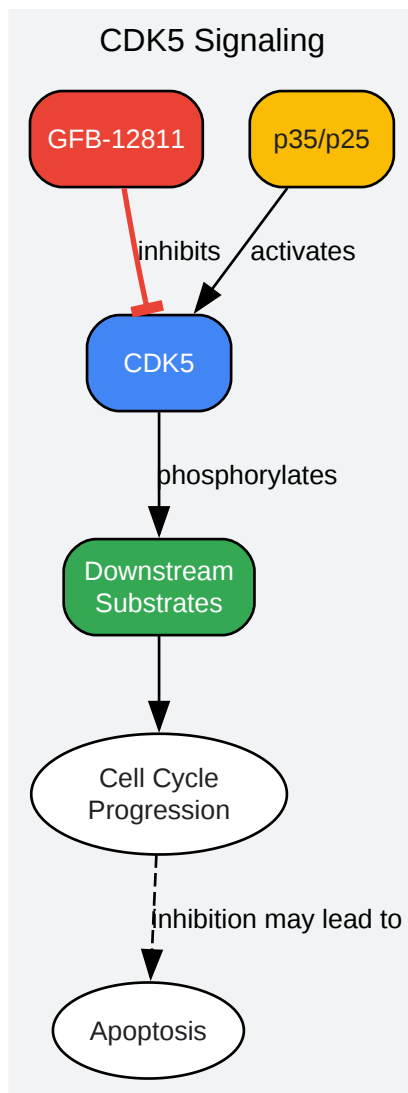 CDK5 Signaling
GFB-12811
p35/p25
inhibits
activates
CDK5
phosphorylates
Downstream
Substrates
Cell Cycle
Progression
inhibition may lead to
Apoptosis